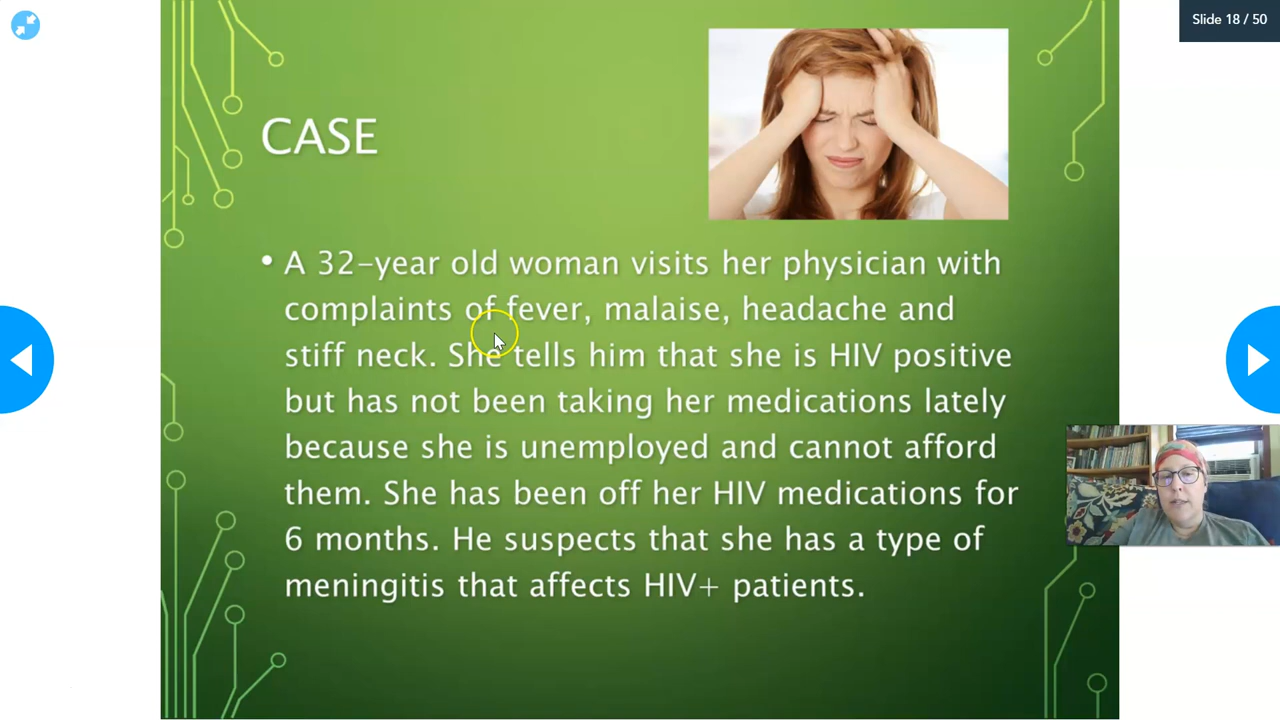 Slide 18 / 50
CASE
• A 32-year old woman visits her physician with
complaints of fever, malaise, headache and
stiff neck. She tells him that she is HIV positive
but has not been taking her medications lately
because she is unemployed and cannot afford
them. She has been off her HIV medications for
6 months. He suspects that she has a type of
meningitis that affects HIV+ patients.